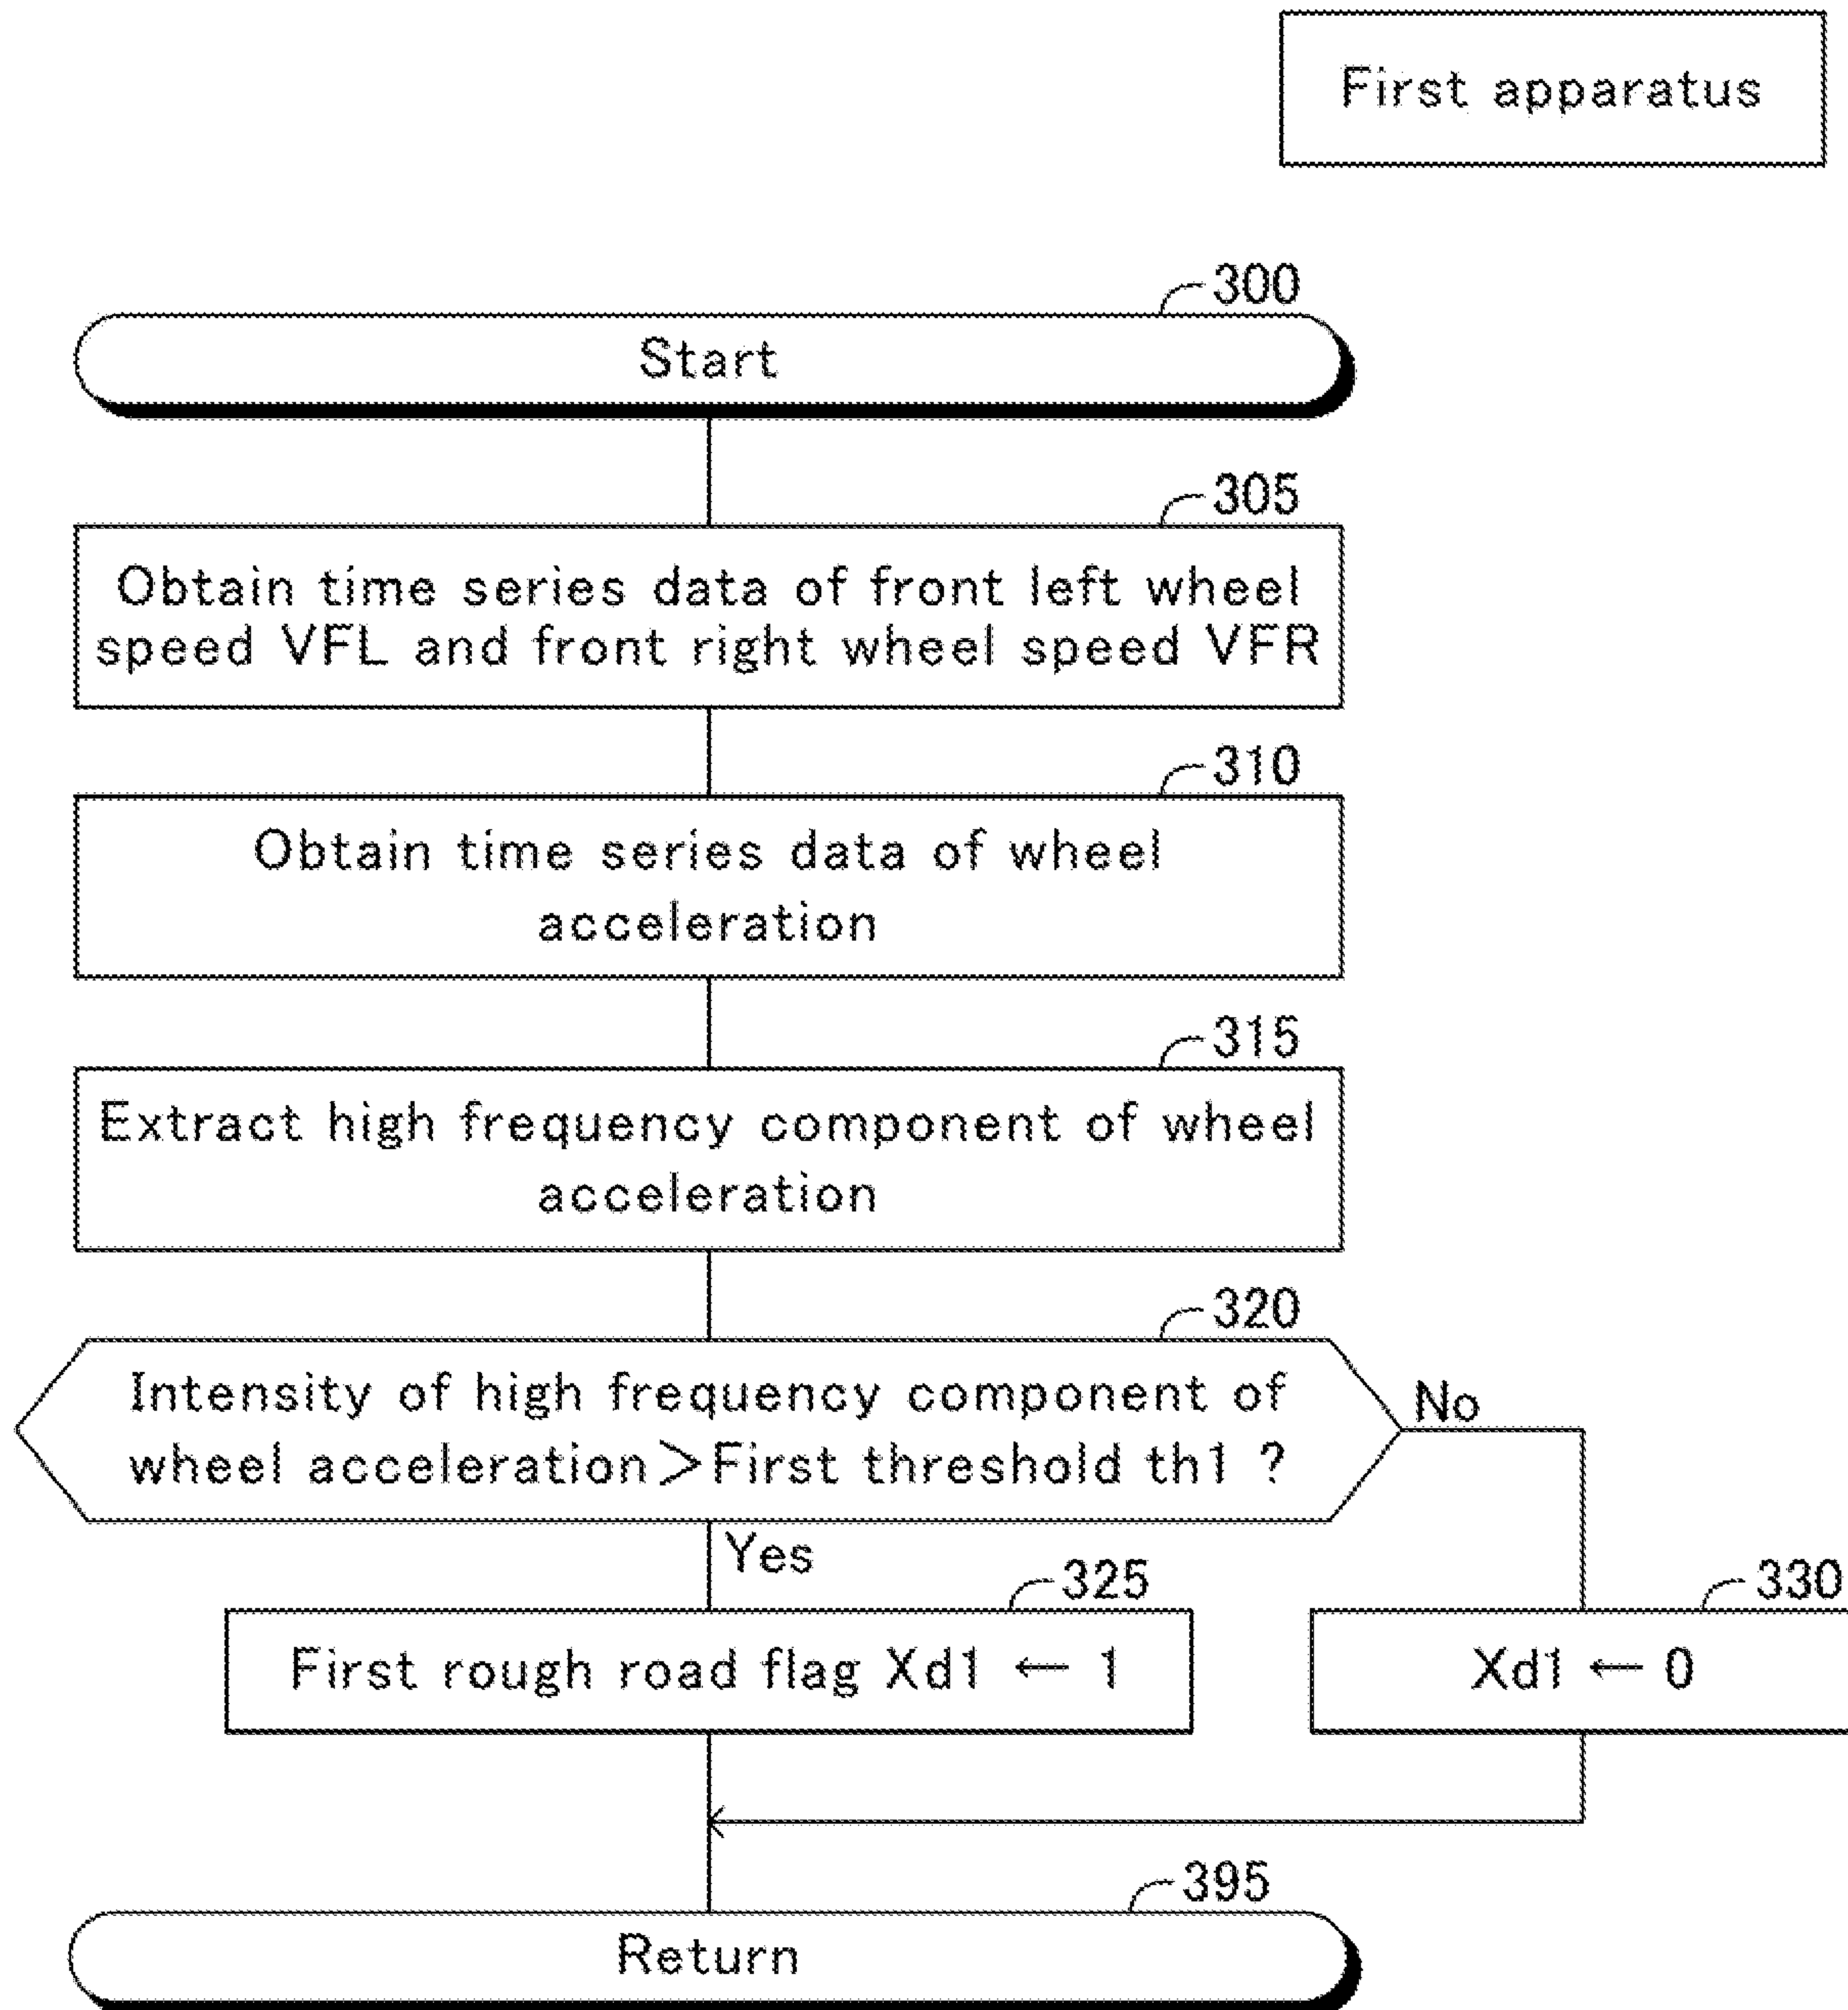 First apparatus
300
Start
305
Obtain time series data of front left wheel
speed VFL and front right wheel speed VFR
310
Obtain time series data of wheel
acceleration
315
Extract high frequency component of wheel
acceleration
320
Intensity of high frequency component of
wheel acceleration>First threshold th1 ?
No
Yes
325
First rough road flag Xd1 ← 1
330
Xd1 ← 0
395
Return